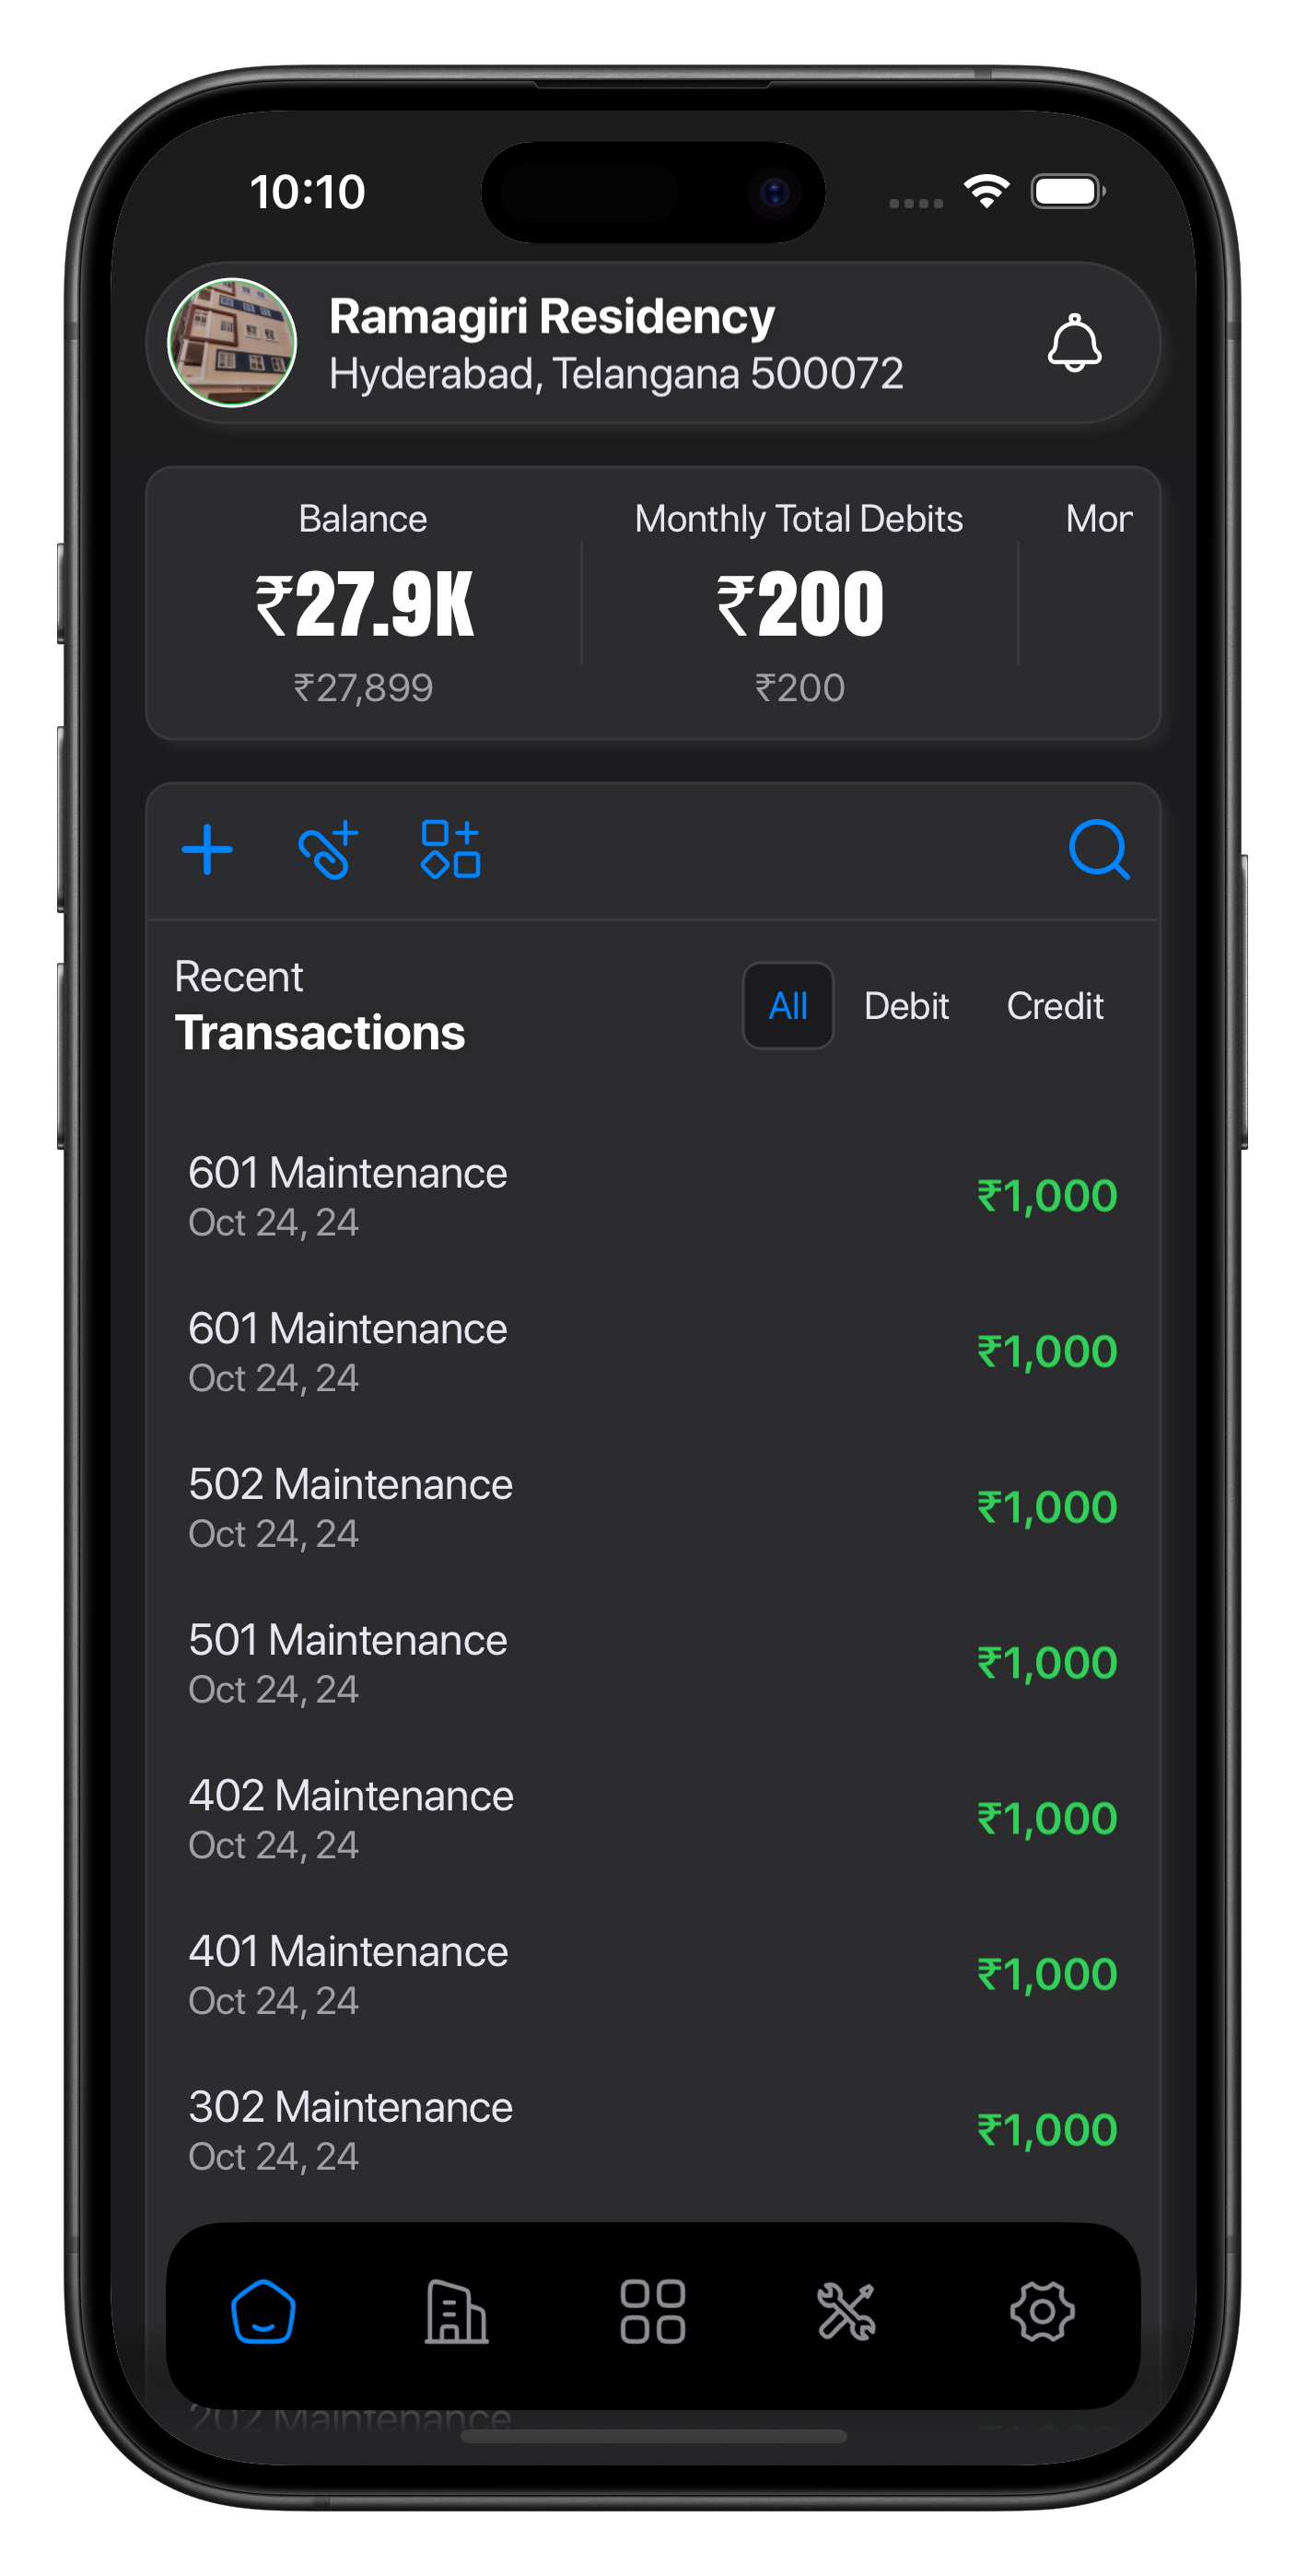 10:10
Ramagiri Residency
Hyderabad, Telangana 500072
Balance
₹27.9K
₹27,899
Monthly Total Debits
₹200
₹200
Mon
Recent
Transactions
All
Debit
Credit
601 Maintenance
Oct 24, 24
₹1,000
601 Maintenance
Oct 24, 24
₹1,000
502 Maintenance
Oct 24, 24
₹1,000
501 Maintenance
Oct 24, 24
₹1,000
402 Maintenance
Oct 24, 24
₹1,000
401 Maintenance
Oct 24, 24
₹1,000
302 Maintenance
Oct 24, 24
₹1,000
202 Maintenance